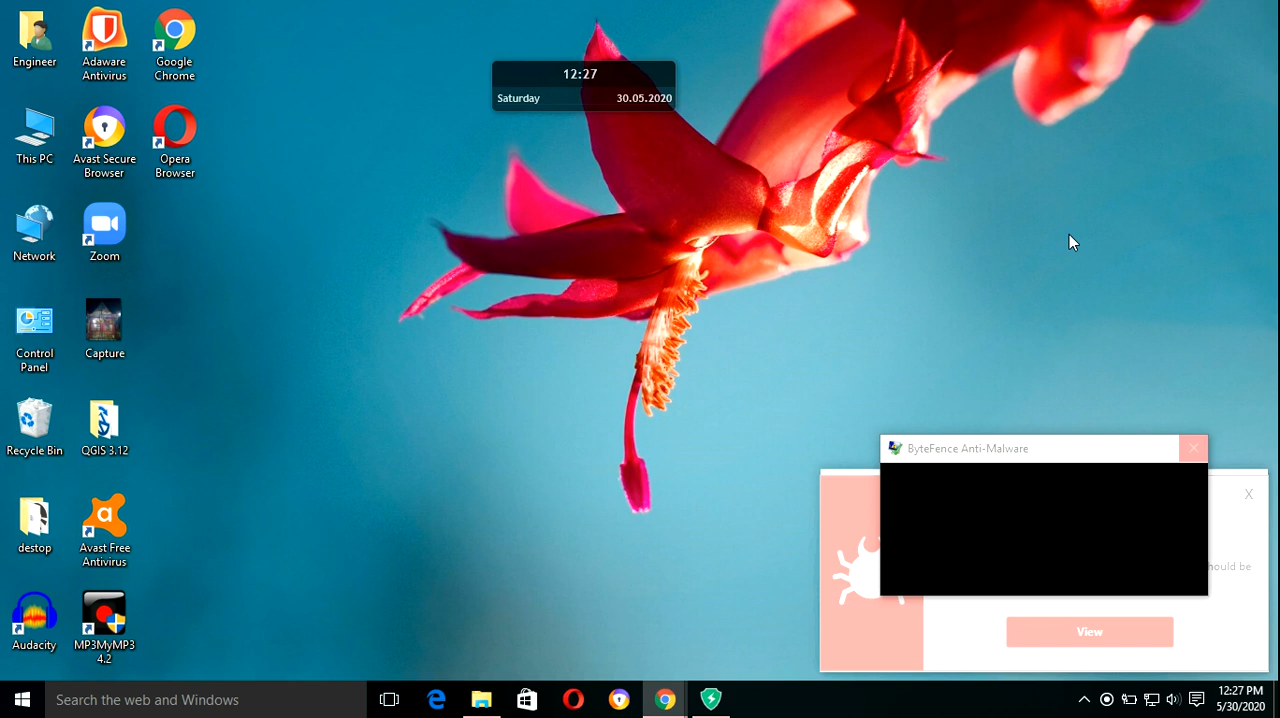 Engineer
Adaware
Antivirus
Google
Chrome
12:27
Saturday 30.05.2020
This PC
Avast Secure
Browser
Opera
Browser
Network
Zoom
Control
Panel
Capture
Recycle Bin
QGIS 3.12
destop
Avast Free
Antivirus
Audacity
MP3MyMP3
4.2
ByteFence Anti-Malware
X
hould be
View
Search the web and Windows
12:27 PM
5/30/2020